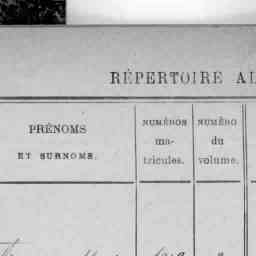 RÉPERTOIRE AL
PRÉNOMS
ET SURNOMS.
NUMÉROS
ma-
tricules.
NUMÉRO
du
volume.